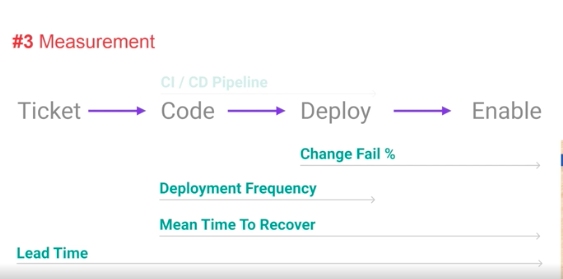 #3 Measurement
CI / CD Pipeline
Ticket Code Deploy Enable
Change Fail %
Deployment Frequency
Mean Time To Recover
Lead Time